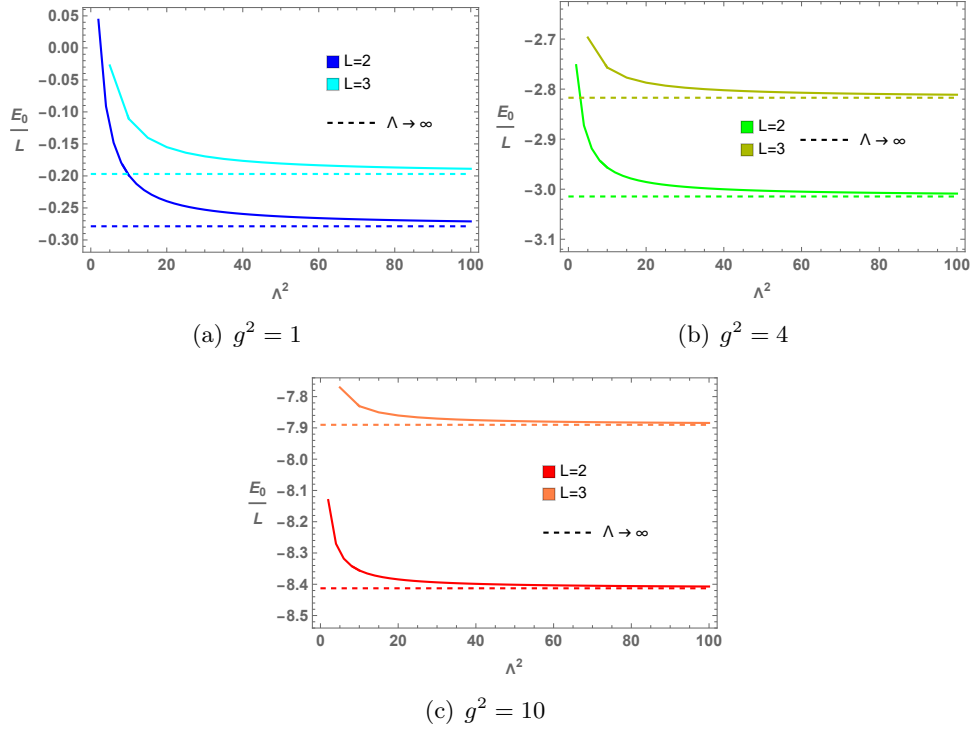 0.05
0.00
−0.05
−0.10
−0.15
−0.20
−0.25
−0.30
E₀
L
L=2
L=3
Λ → ∞
0 20 40 60 80 100
Λ²
(a) g² = 1
−2.7
−2.8
−2.9
−3.0
−3.1
E₀
L
L=2
L=3
Λ → ∞
0 20 40 60 80 100
Λ²
(b) g² = 4
−7.8
−7.9
−8.0
−8.1
−8.2
−8.3
−8.4
−8.5
E₀
L
L=2
L=3
Λ → ∞
0 20 40 60 80 100
Λ²
(c) g² = 10